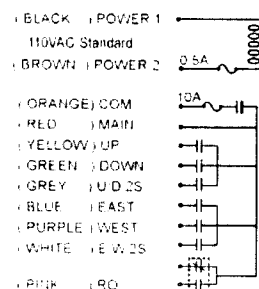 ( BLACK ) POWER 1
110VAC Standard
( BROWN ) POWER 2 0.5A
( ORANGE) COM 10A
( RED ) MAIN
( YELLOW) UP
( GREEN ) DOWN
( GREY ) U/D 2S
( BLUE ) EAST
( PURPLE ) WEST
( WHITE ) E/W 2S
( PINK ) RO